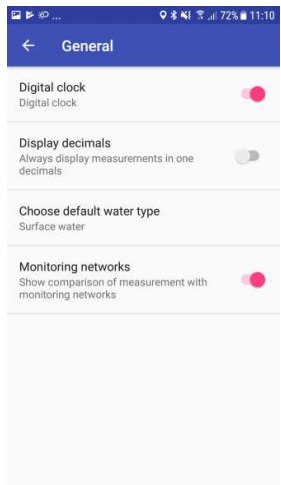 ... 72% 11:10
General
Digital clock
Digital clock
Display decimals
Always display measurements in one
decimals
Choose default water type
Surface water
Monitoring networks
Show comparison of measurement with
monitoring networks